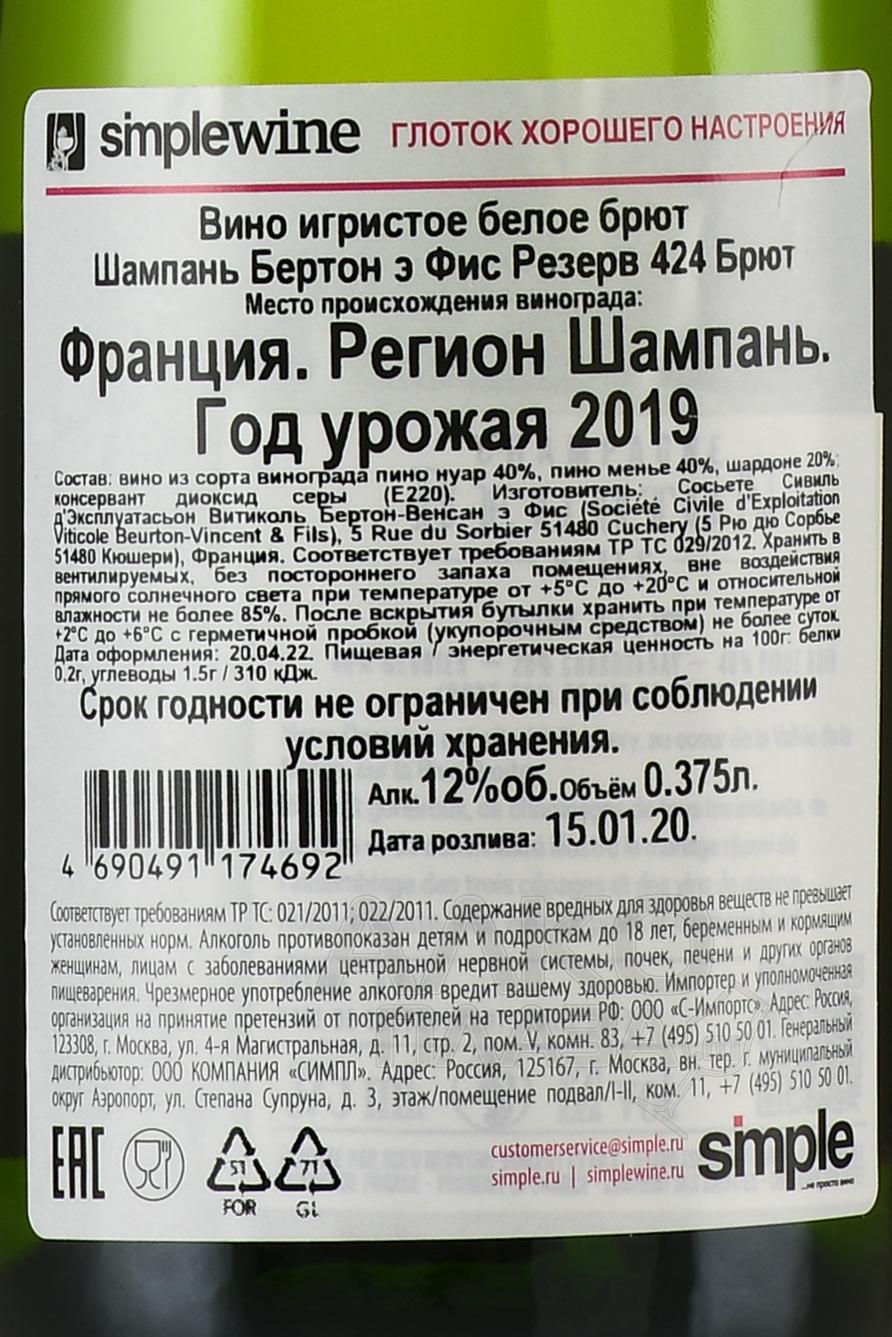 simplewine ГЛОТОК ХОРОШЕГО НАСТРОЕНИЯ
Вино игристое белое брют
Шампань Бертон э Фис Резерв 424 Брют
Место происхождения винограда:
Франция. Регион Шампань.
Год урожая 2019
Состав: вино из сорта винограда пино нуар 40%, пино менье 40%, шардоне 20%;
консервант диоксид серы (Е220). Изготовитель: Сосьете Сивиль
д'Эксплуатасьон Витиколь Бертон-Венсан э Фис (Société Civile d'Exploitation
Viticole Beurton-Vincent & Fils), 5 Rue du Sorbier 51480 Cuchery (5 Рю дю Сорбье
51480 Кюшери), Франция. Соответствует требованиям ТР ТС 029/2012. Хранить в
вентилируемых, без постороннего запаха помещениях, вне воздействия
прямого солнечного света при температуре от +5°С до +20°С и относительной
влажности не более 85%. После вскрытия бутылки хранить при температуре от
+2°С до +6°С с герметичной пробкой (укупорочным средством) не более суток.
Дата оформления: 20.04.22. Пищевая / энергетическая ценность на 100г: белки
0.2г, углеводы 1.5г / 310 кДж.
Срок годности не ограничен при соблюдении
условий хранения.
Алк.12%об.Объём 0.375л.
Дата розлива: 15.01.20.
4 690491 174692
Соответствует требованиям ТР ТС: 021/2011; 022/2011. Содержание вредных для здоровья веществ не превышает
установленных норм. Алкоголь противопоказан детям и подросткам до 18 лет, беременным и кормящим
женщинам, лицам с заболеваниями центральной нервной системы, почек, печени и других органов
пищеварения. Чрезмерное употребление алкоголя вредит вашему здоровью. Импортер и уполномоченная
организация на принятие претензий от потребителей на территории РФ: ООО «С-Импортс». Адрес: Россия,
123308, г. Москва, ул. 4-я Магистральная, д. 11, стр. 2, пом. V, комн. 83, +7 (495) 510 50 01. Генеральный
дистрибьютор: ООО КОМПАНИЯ «СИМПЛ». Адрес: Россия, 125167, г. Москва, вн. тер. г. муниципальный
округ Аэропорт, ул. Степана Супруна, д. 3, этаж/помещение подвал/I-II, ком. 11, +7 (495) 510 50 01.
EAC
51
FOR
71
GL
customerservice@simple.ru
simple.ru | simplewine.ru
simple
...не просто вино